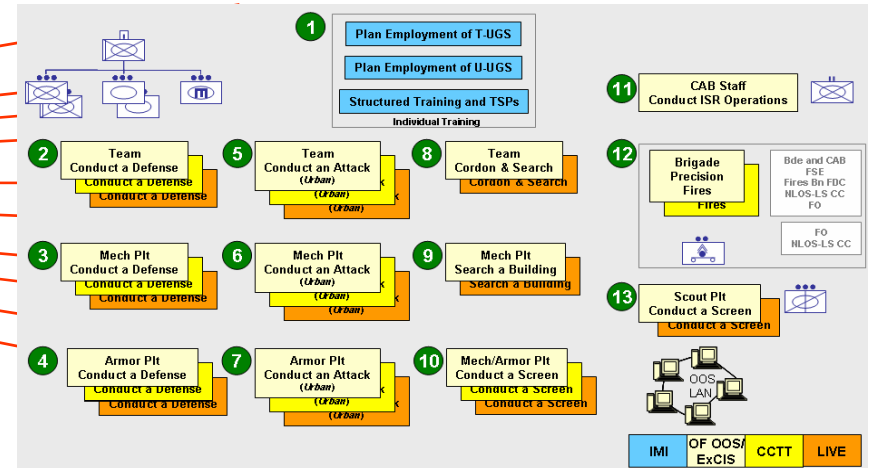 1
Plan Employment of T-UGS
Plan Employment of U-UGS
Structured Training and TSPs
Individual Training
11
CAB Staff
Conduct ISR Operations
2
Team
Conduct a Defense
Conduct a Defense
Conduct a Defense
5
Team
Conduct an Attack
(Urban)
k
(Urban)
k
(Urban)
8
Team
Cordon & Search
Cordon & Search
12
Brigade
Precision
Fires
Fires
Bde and CAB
FSE
Fires Bn FDC
NLOS-LS CC
FO
FO
NLOS-LS CC
3
Mech Plt
Conduct a Defense
Conduct a Defense
Conduct a Defense
6
Mech Plt
Conduct an Attack
(Urban)
k
(Urban)
k
(Urban)
9
Mech Plt
Search a Building
Search a Building
13
Scout Plt
Conduct a Screen
Conduct a Screen
4
Armor Plt
Conduct a Defense
Conduct a Defense
Conduct a Defense
7
Armor Plt
Conduct an Attack
(Urban)
k
(Urban)
k
(Urban)
10
Mech/Armor Plt
Conduct a Screen
Conduct a Screen
Conduct a Screen
OOS
LAN
IMI
OF OOS/
ExCIS
CCTT
LIVE